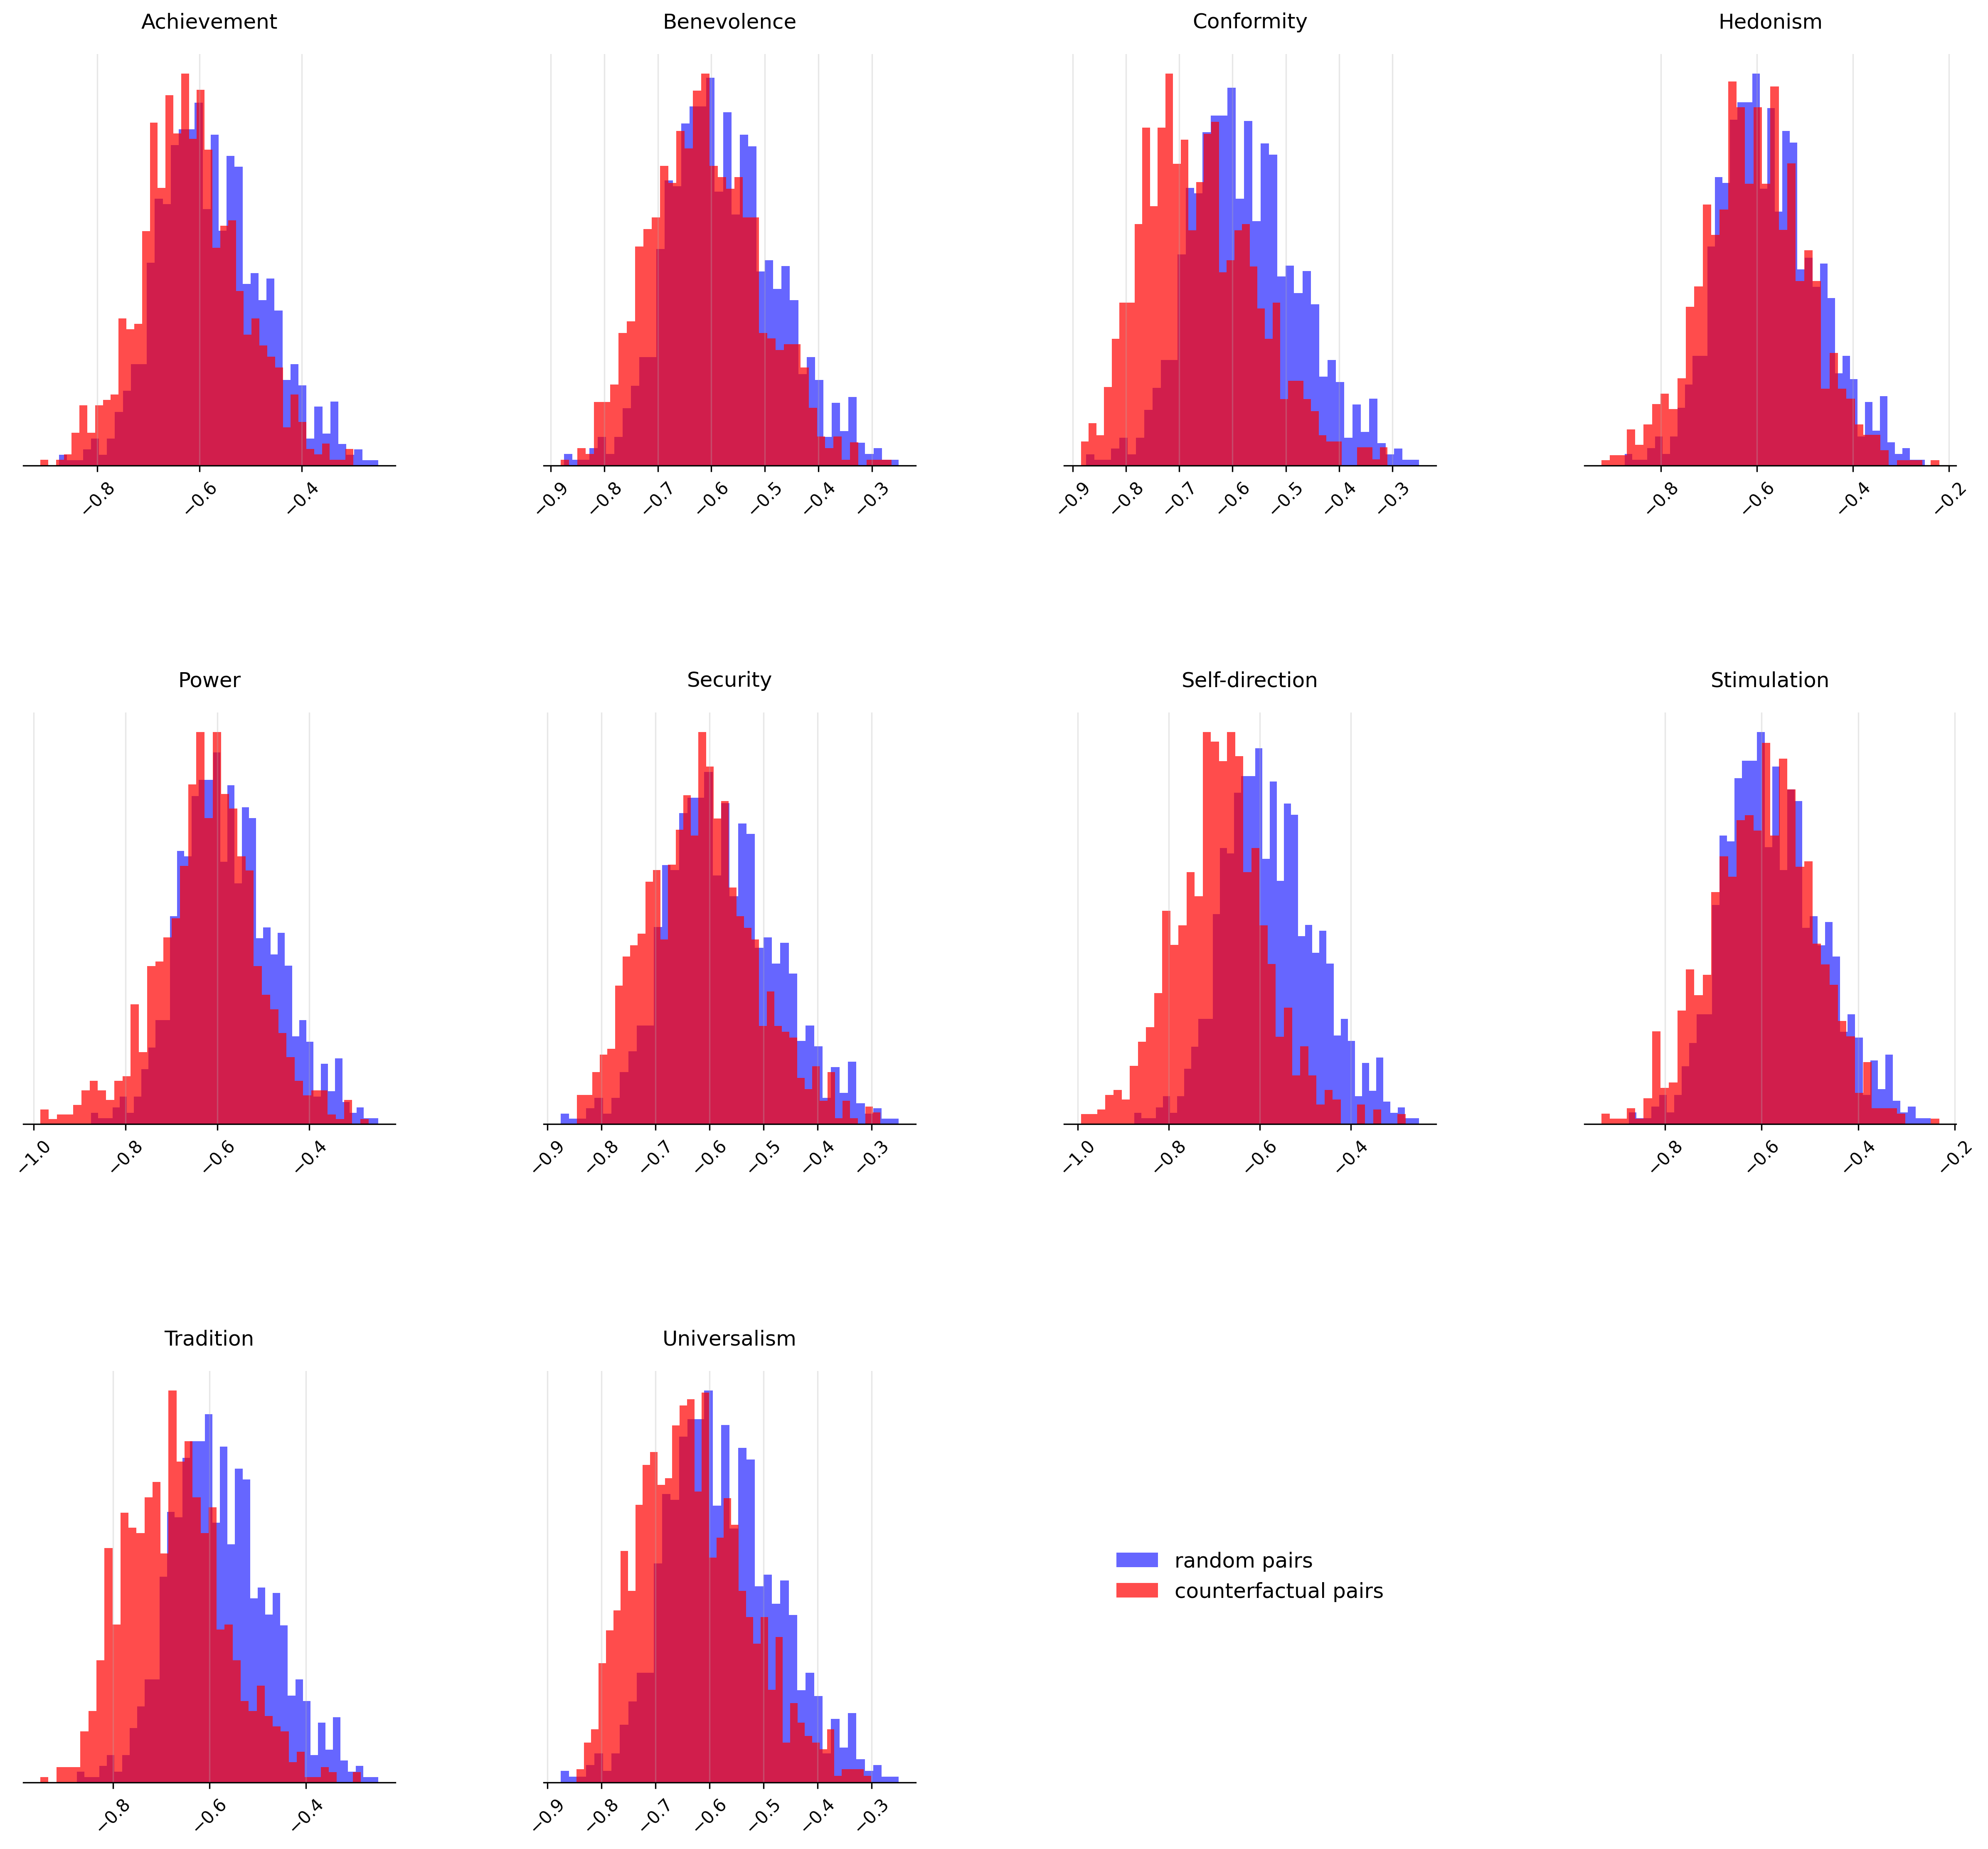 Achievement Benevolence Conformity Hedonism
−0.8 −0.6 −0.4 −0.9 −0.8 −0.7 −0.6 −0.5 −0.4 −0.3 −0.9 −0.8 −0.7 −0.6 −0.5 −0.4 −0.3 −0.8 −0.6 −0.4 −0.2
Power Security Self-direction Stimulation
−1.0 −0.8 −0.6 −0.4 −0.9 −0.8 −0.7 −0.6 −0.5 −0.4 −0.3 −1.0 −0.8 −0.6 −0.4 −0.8 −0.6 −0.4 −0.2
Tradition Universalism
random pairs
counterfactual pairs
−0.8 −0.6 −0.4 −0.9 −0.8 −0.7 −0.6 −0.5 −0.4 −0.3